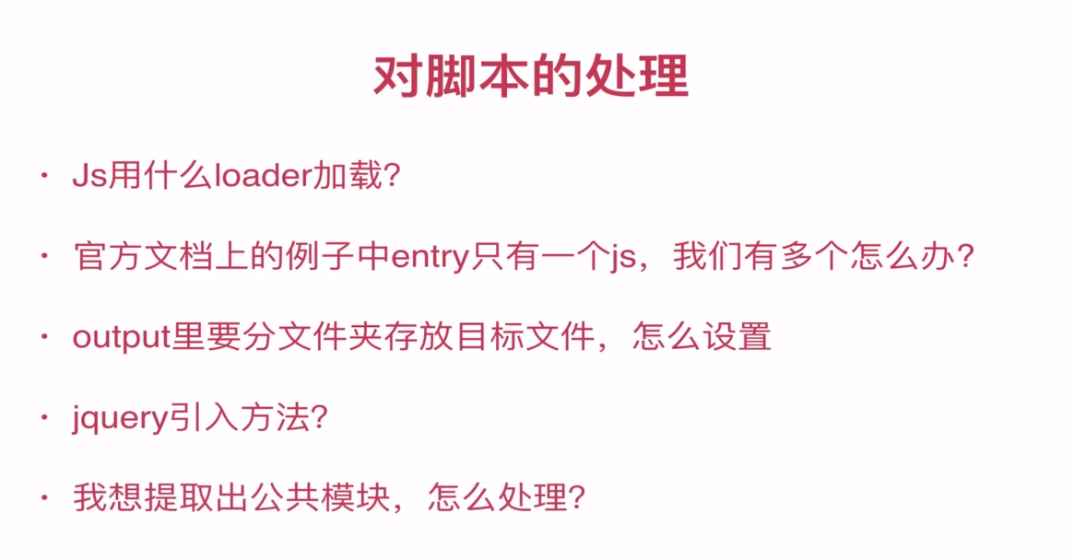 对脚本的处理
· Js用什么loader加载?
· 官方文档上的例子中entry只有一个js，我们有多个怎么办?
· output里要分文件夹存放目标文件，怎么设置
· jquery引入方法?
· 我想提取出公共模块，怎么处理?